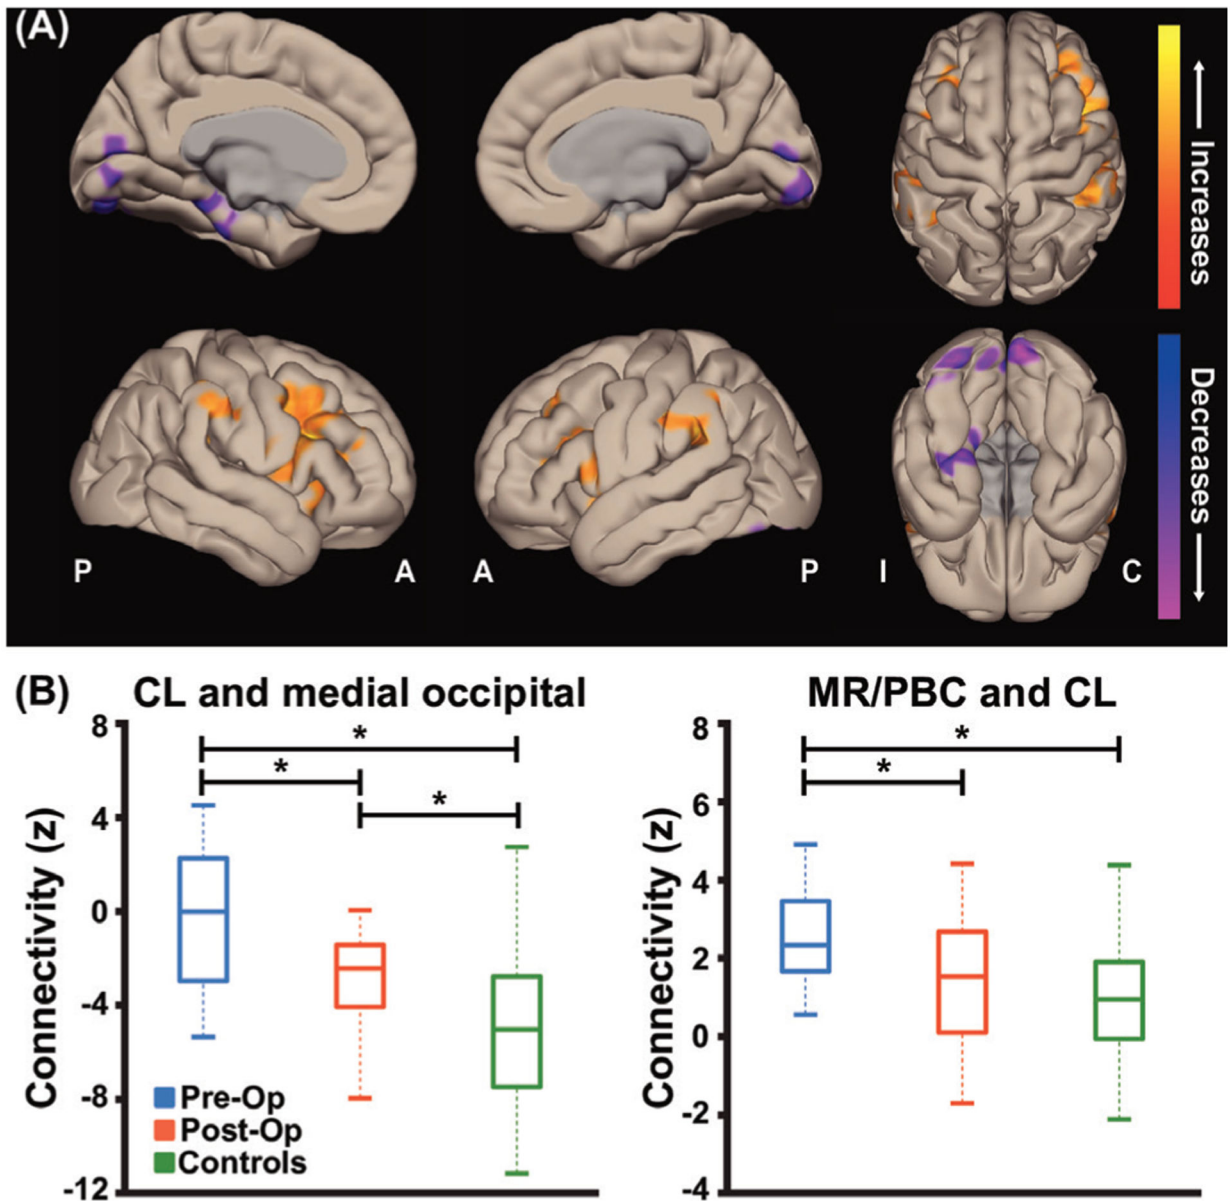 (A)
Increases
Decreases
P
A
A
P
I
C
(B)
CL and medial occipital
Connectivity (z)
8
4
0
-4
-8
-12
*
*
*
Pre-Op
Post-Op
Controls
MR/PBC and CL
Connectivity (z)
8
6
4
2
0
-2
-4
*
*